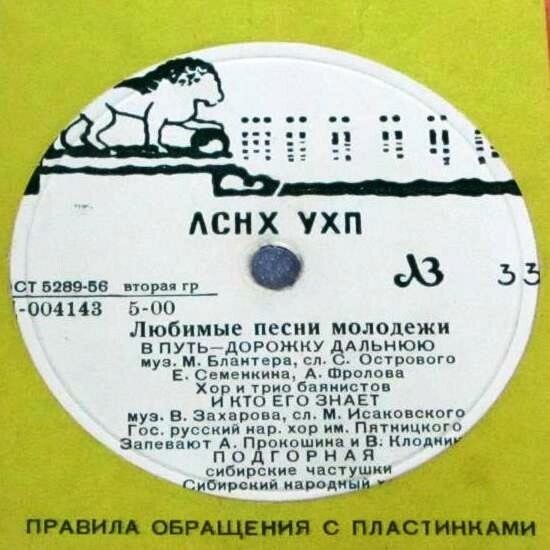 ЛСНХ УХП
АЗ 33
СТ 5289-56 вторая гр
-004143 5-00
Любимые песни молодежи
В ПУТЬ—ДОРОЖКУ ДАЛЬНЮЮ
муз. М. Блантера, сл. С. Острового
Е. Семенкина, А. Фролова
Хор и трио баянистов
И КТО ЕГО ЗНАЕТ
муз. В. Захарова, сл. М. Исаковского
Гос. русский нар. хор им. Пятницкого
Запевают А. Прокошина и В. Клодник
ПОДГОРНАЯ
сибирские частушки
Сибирский народный
ПРАВИЛА ОБРАЩЕНИЯ С ПЛАСТИНКАМИ